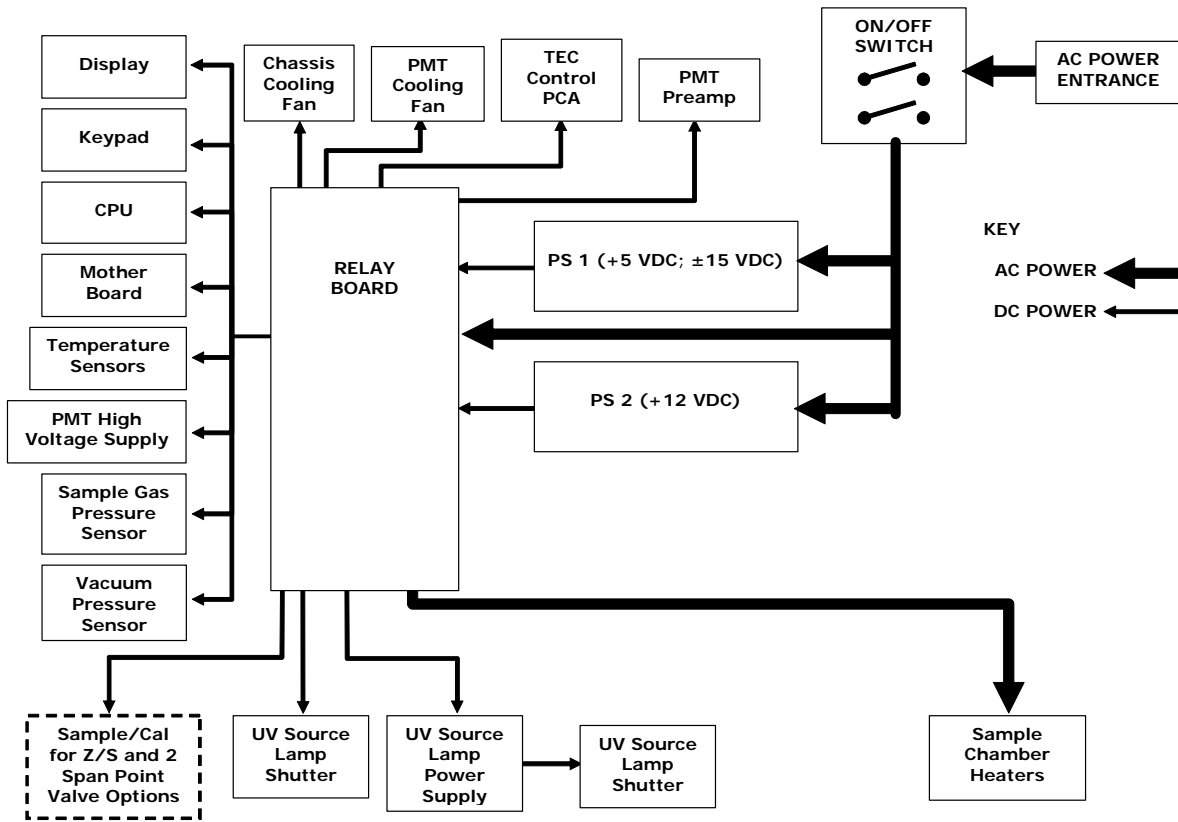 ON/OFF
SWITCH
AC POWER
ENTRANCE
Display
Keypad
CPU
Mother
Board
Temperature
Sensors
PMT High
Voltage Supply
Sample Gas
Pressure
Sensor
Vacuum
Pressure
Sensor
Chassis
Cooling
Fan
PMT
Cooling
Fan
TEC
Control
PCA
PMT
Preamp
RELAY
BOARD
PS 1 (+5 VDC; ±15 VDC)
PS 2 (+12 VDC)
KEY
AC POWER
DC POWER
Sample/Cal
for Z/S and 2
Span Point
Valve Options
UV Source
Lamp
Shutter
UV Source
Lamp
Power
Supply
UV Source
Lamp
Shutter
Sample
Chamber
Heaters